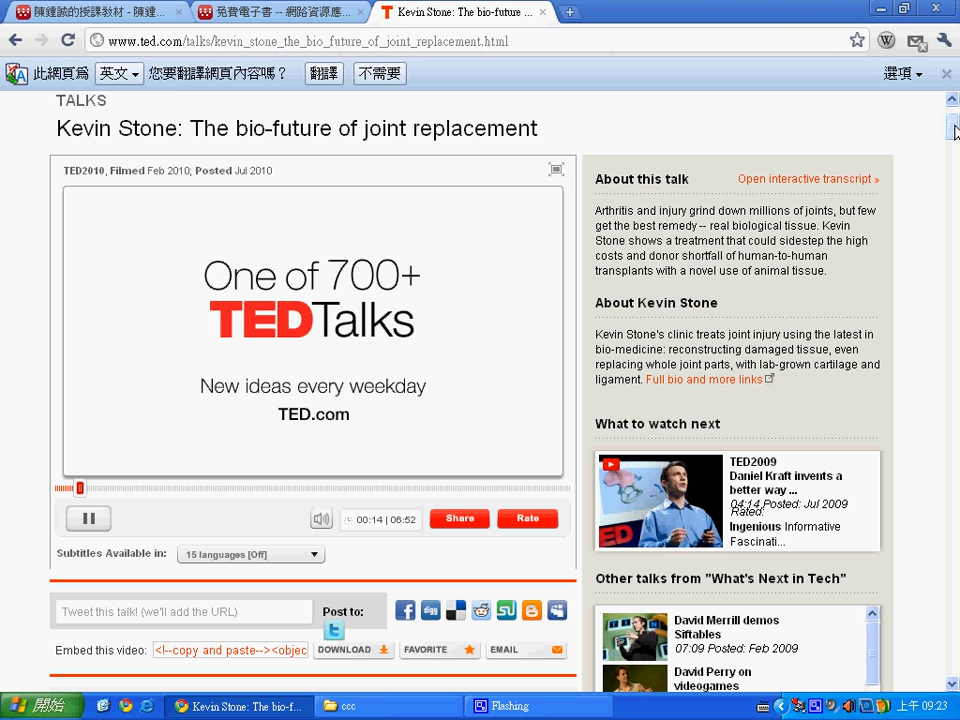 陳鍾誠的授課教材 - 陳鍾
免費電子書 -- 網路資源應
Kevin Stone: The bio-future ...
www.ted.com/talks/kevin_stone_the_bio_future_of_joint_replacement.html
此網頁為 英文 您要翻譯網頁內容嗎？ 翻譯 不需要 選項
TALKS
Kevin Stone: The bio-future of joint replacement
TED2010, Filmed Feb 2010; Posted Jul 2010
One of 700+
TEDTalks
New ideas every weekday
TED.com
00:14 | 06:52
Share
Rate
Subtitles Available in: 15 languages [Off]
Tweet this talk! (we'll add the URL)
Post to:
digg
Embed this video: <!--copy and paste--><objec
DOWNLOAD
FAVORITE
EMAIL
About this talk
Open interactive transcript »
Arthritis and injury grind down millions of joints, but few
get the best remedy -- real biological tissue. Kevin
Stone shows a treatment that could sidestep the high
costs and donor shortfall of human-to-human
transplants with a novel use of animal tissue.
About Kevin Stone
Kevin Stone's clinic treats joint injury using the latest in
bio-medicine: reconstructing damaged tissue, even
replacing whole joint parts, with lab-grown cartilage and
ligament. Full bio and more links
What to watch next
TED2009
Daniel Kraft invents a
better way ...
04:14 Posted: Jul 2009
Rated:
Ingenious Informative
Fascinati...
Other talks from "What's Next in Tech"
David Merrill demos
Siftables
07:09 Posted: Feb 2009
David Perry on
videogames
開始
Kevin Stone: The bio-f...
ccc
Flashing
上午 09:23